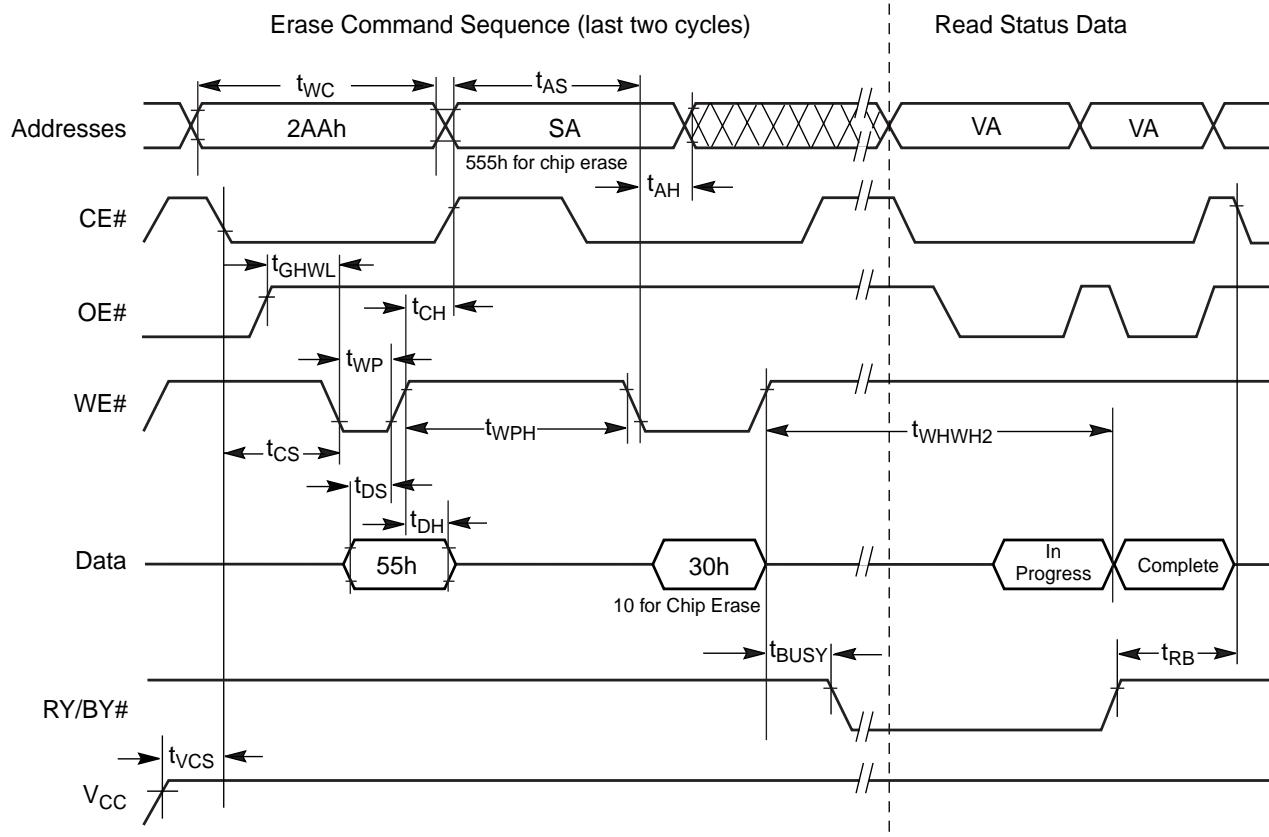 Erase Command Sequence (last two cycles)
Read Status Data
tWC
tAS
Addresses
2AAh
SA
VA
VA
555h for chip erase
tAH
CE#
tGHWL
OE#
tCH
tWP
WE#
tWPH
tWHWH2
tCS
tDS
tDH
Data
55h
30h
In
Progress
Complete
10 for Chip Erase
tBUSY
tRB
RY/BY#
tVCS
VCC